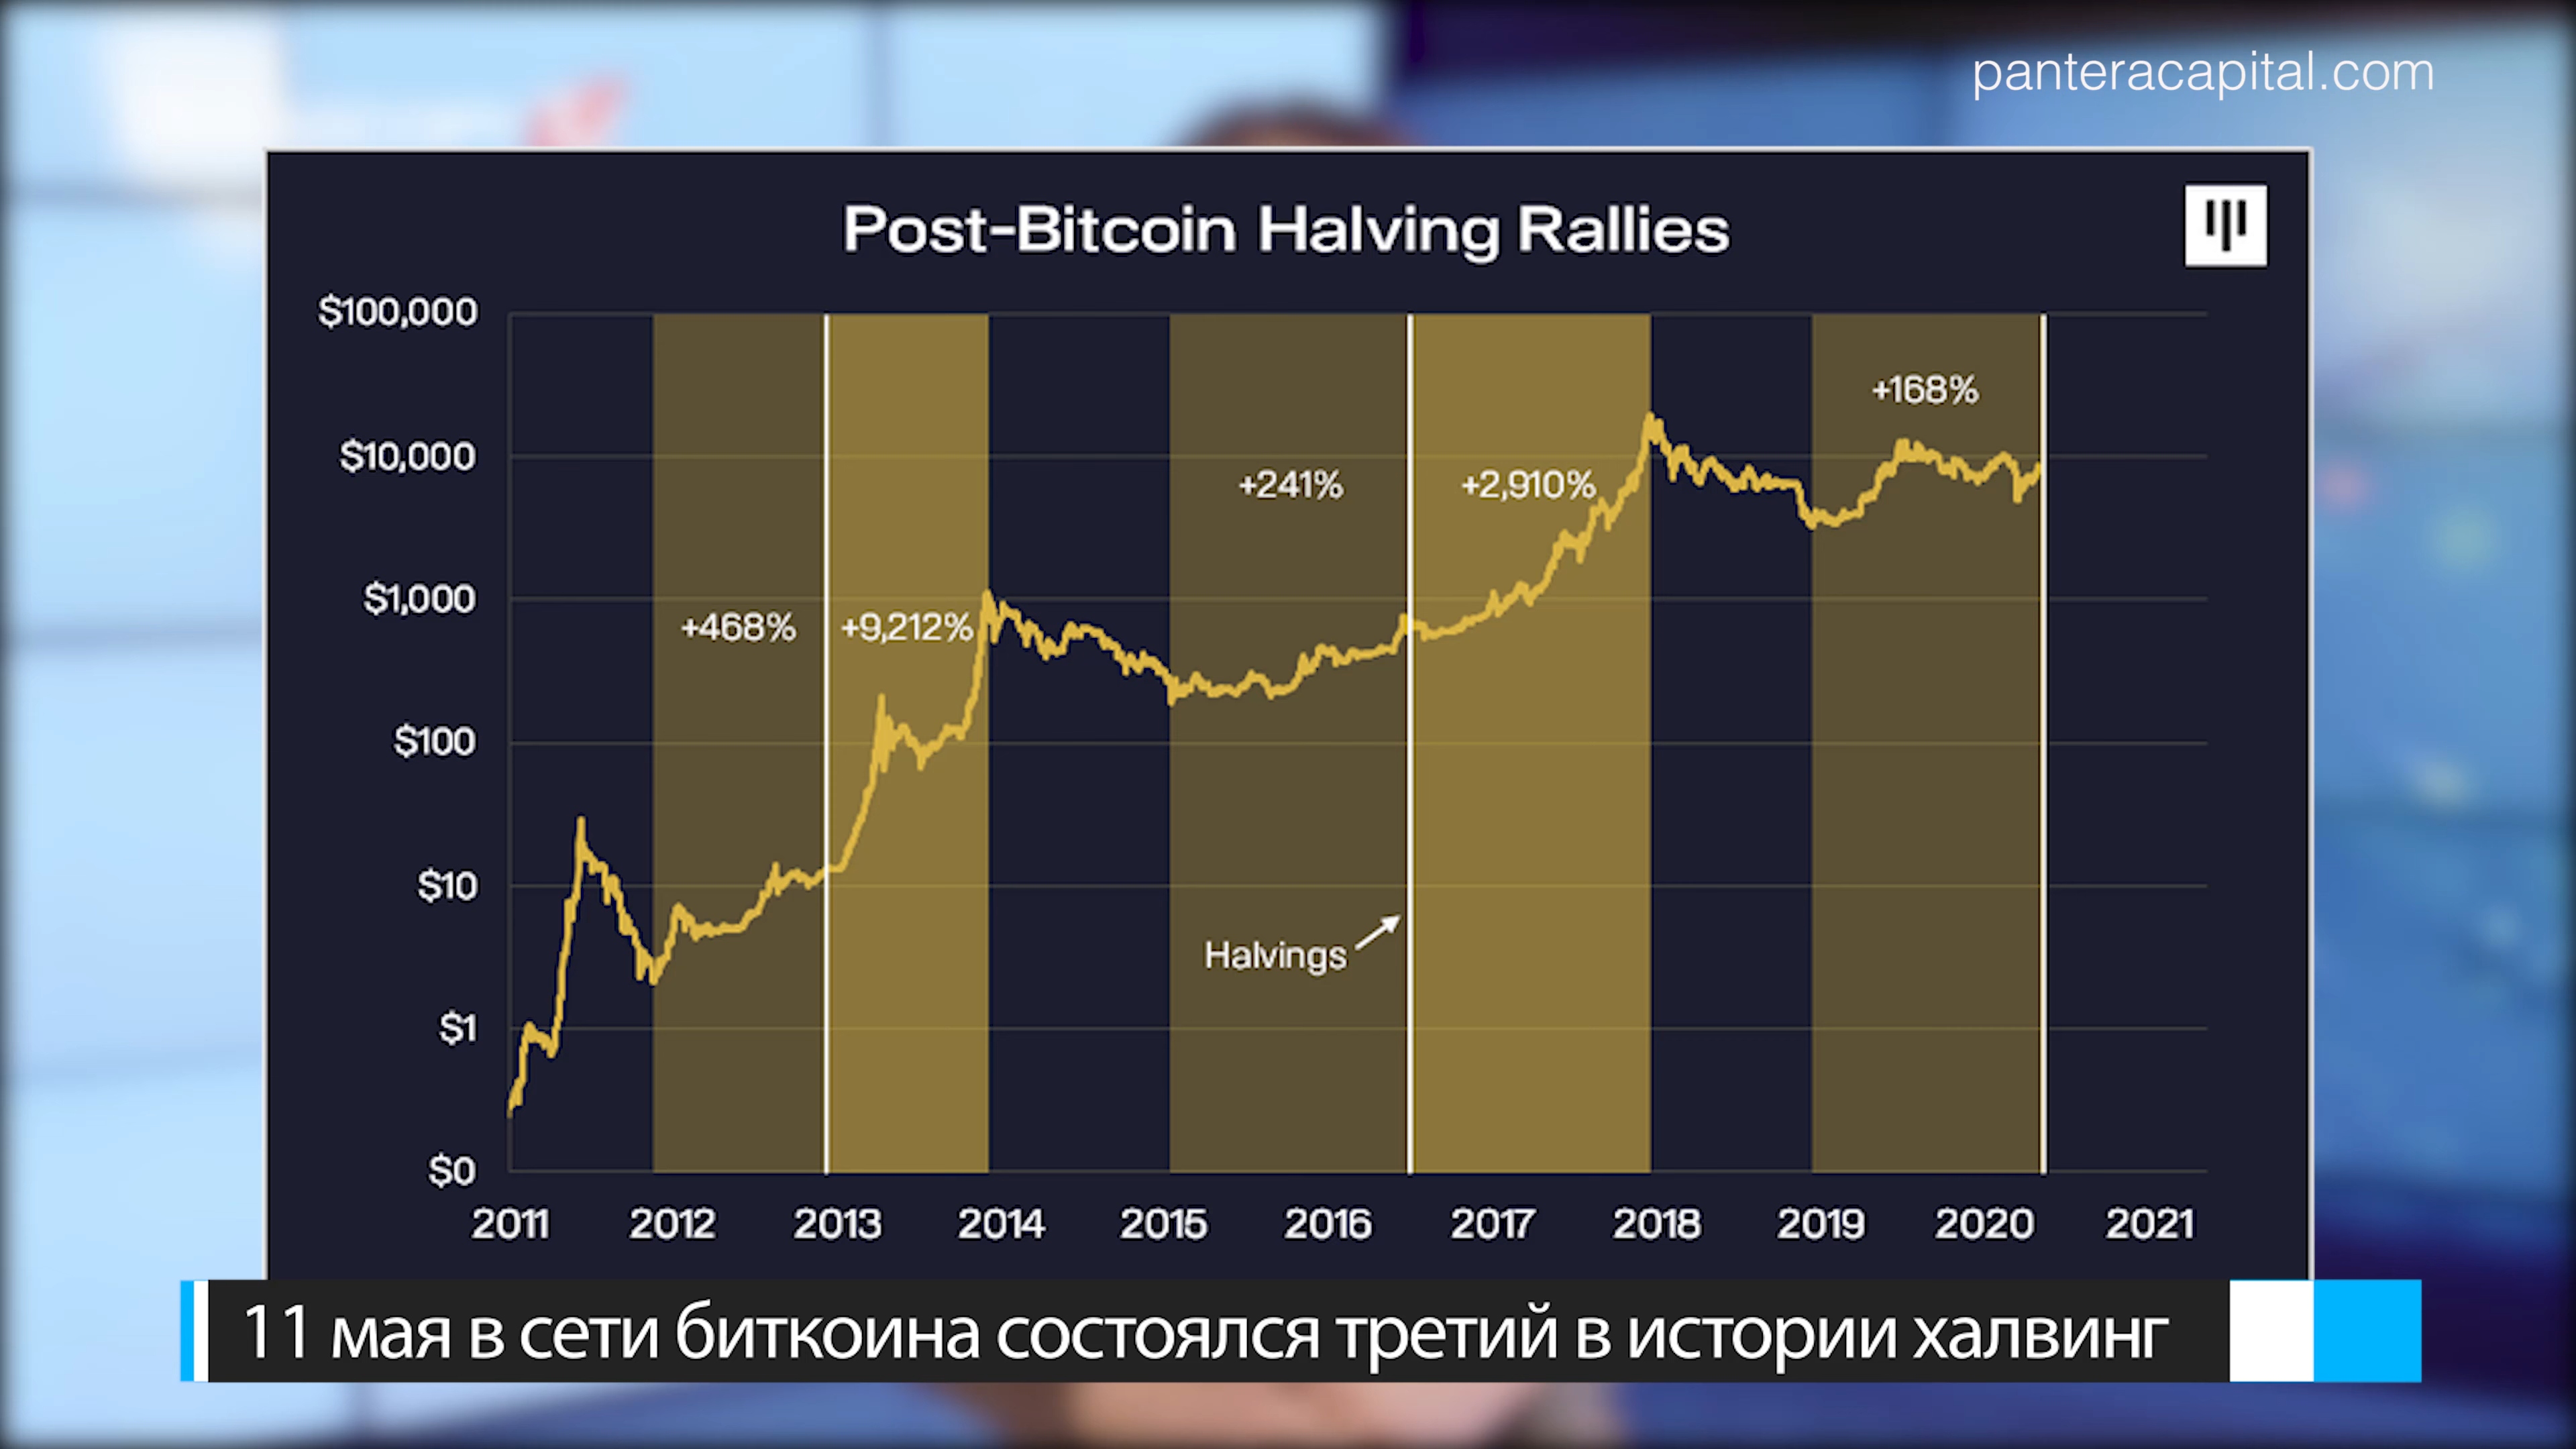 panteracapital.com
Post-Bitcoin Halving Rallies
$100,000
$10,000
$1,000
$100
$10
$1
$0
+468%
+9,212%
+241%
+2,910%
+168%
Halvings
2011 2012 2013 2014 2015 2016 2017 2018 2019 2020 2021
11 мая в сети биткоина состоялся третий в истории халвинг